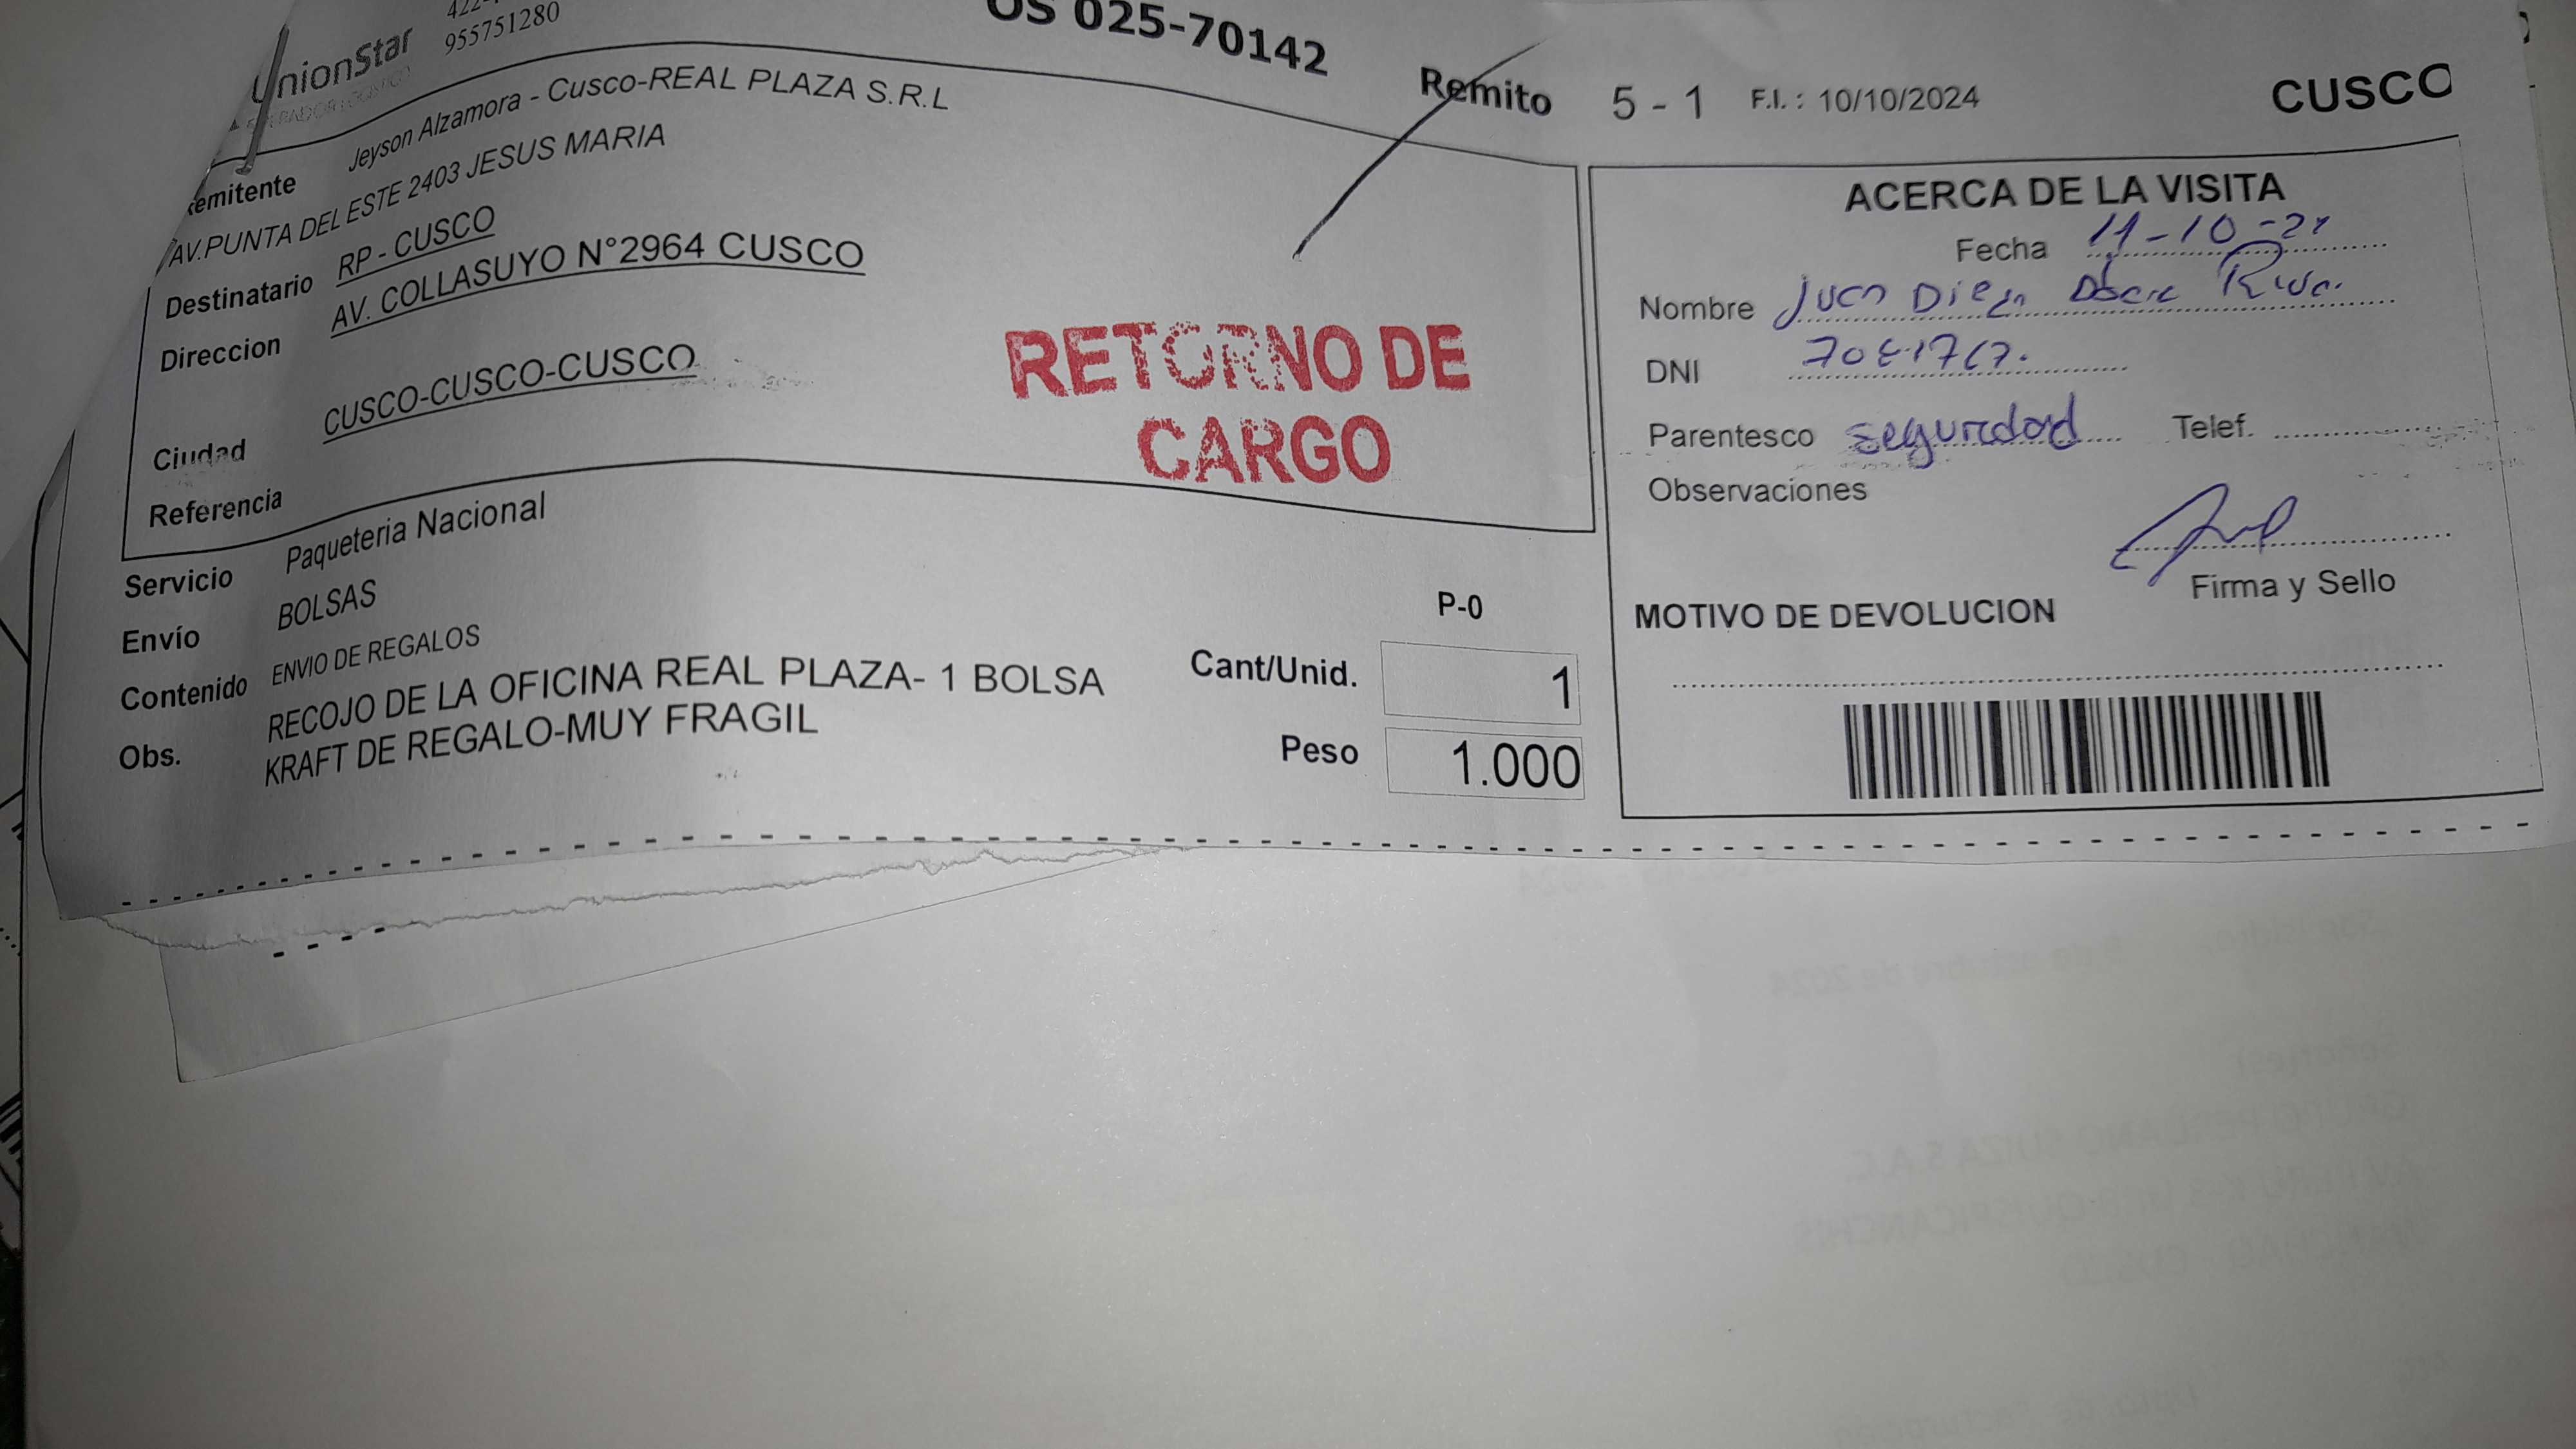 UnionStar
955751280
OS 025-70142
Remito 5 - 1 F.I. : 10/10/2024
CUSCO
Remitente Jeyson Alzamora - Cusco-REAL PLAZA S.R.L
AV.PUNTA DEL ESTE 2403 JESUS MARIA
Destinatario RP - CUSCO
Direccion AV. COLLASUYO N°2964 CUSCO
Ciudad CUSCO-CUSCO-CUSCO
Referencia
RETORNO DE
CARGO
Servicio Paqueteria Nacional
Envío BOLSAS
Contenido ENVIO DE REGALOS
Obs. RECOJO DE LA OFICINA REAL PLAZA- 1 BOLSA
KRAFT DE REGALO-MUY FRAGIL
P-0
Cant/Unid. 1
Peso 1.000
ACERCA DE LA VISITA
Fecha 11-10-
Nombre Juan Diego
DNI
Parentesco seguridad Telef.
Observaciones
Firma y Sello
MOTIVO DE DEVOLUCION